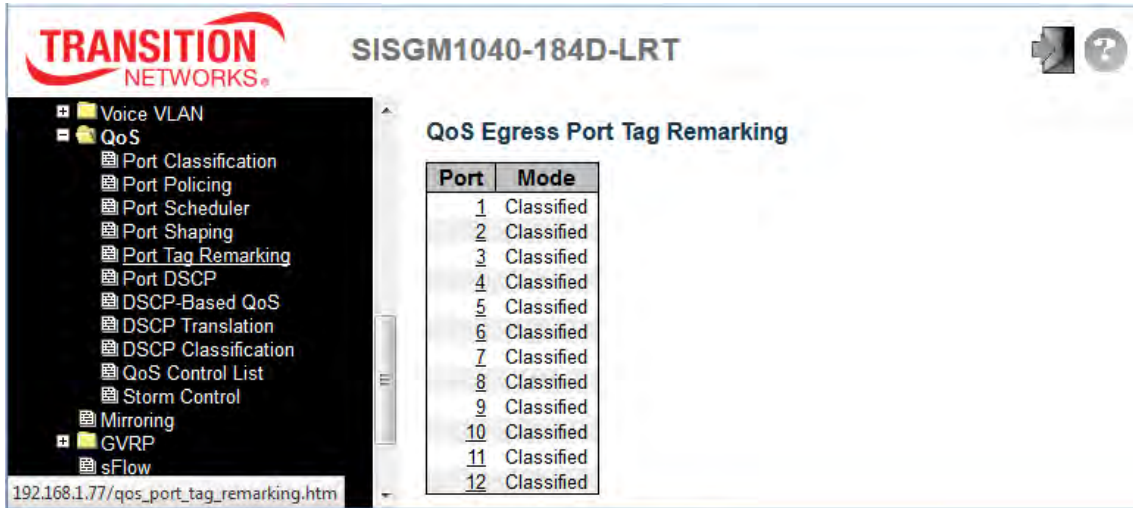 TRANSITION
NETWORKS®
SISGM1040-184D-LRT
Voice VLAN
QoS
Port Classification
Port Policing
Port Scheduler
Port Shaping
Port Tag Remarking
Port DSCP
DSCP-Based QoS
DSCP Translation
DSCP Classification
QoS Control List
Storm Control
Mirroring
GVRP
sFlow
192.168.1.77/qos_port_tag_remarking.htm
QoS Egress Port Tag Remarking
Port Mode
1 Classified
2 Classified
3 Classified
4 Classified
5 Classified
6 Classified
7 Classified
8 Classified
9 Classified
10 Classified
11 Classified
12 Classified